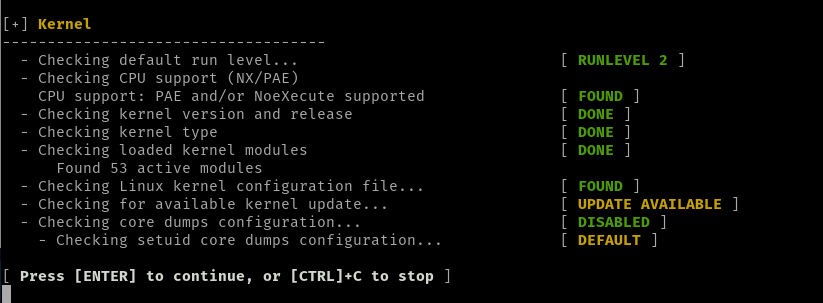 [+] Kernel
------------------------------------
- Checking default run level... [ RUNLEVEL 2 ]
- Checking CPU support (NX/PAE)
CPU support: PAE and/or NoeXecute supported [ FOUND ]
- Checking kernel version and release [ DONE ]
- Checking kernel type [ DONE ]
- Checking loaded kernel modules [ DONE ]
Found 53 active modules
- Checking Linux kernel configuration file... [ FOUND ]
- Checking for available kernel update... [ UPDATE AVAILABLE ]
- Checking core dumps configuration... [ DISABLED ]
- Checking setuid core dumps configuration... [ DEFAULT ]
[ Press [ENTER] to continue, or [CTRL]+C to stop ]